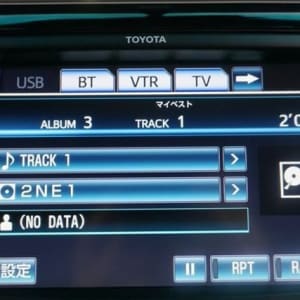 TOYOTA
USB BT VTR TV
マイベスト
ALBUM 3 TRACK 1 2'0
TRACK 1
2NE1
(NO DATA)
設定 RPT